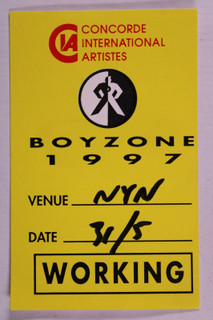 CIA CONCORDE
INTERNATIONAL
ARTISTES
BOYZONE
1997
VENUE NYN
DATE 31/5
WORKING